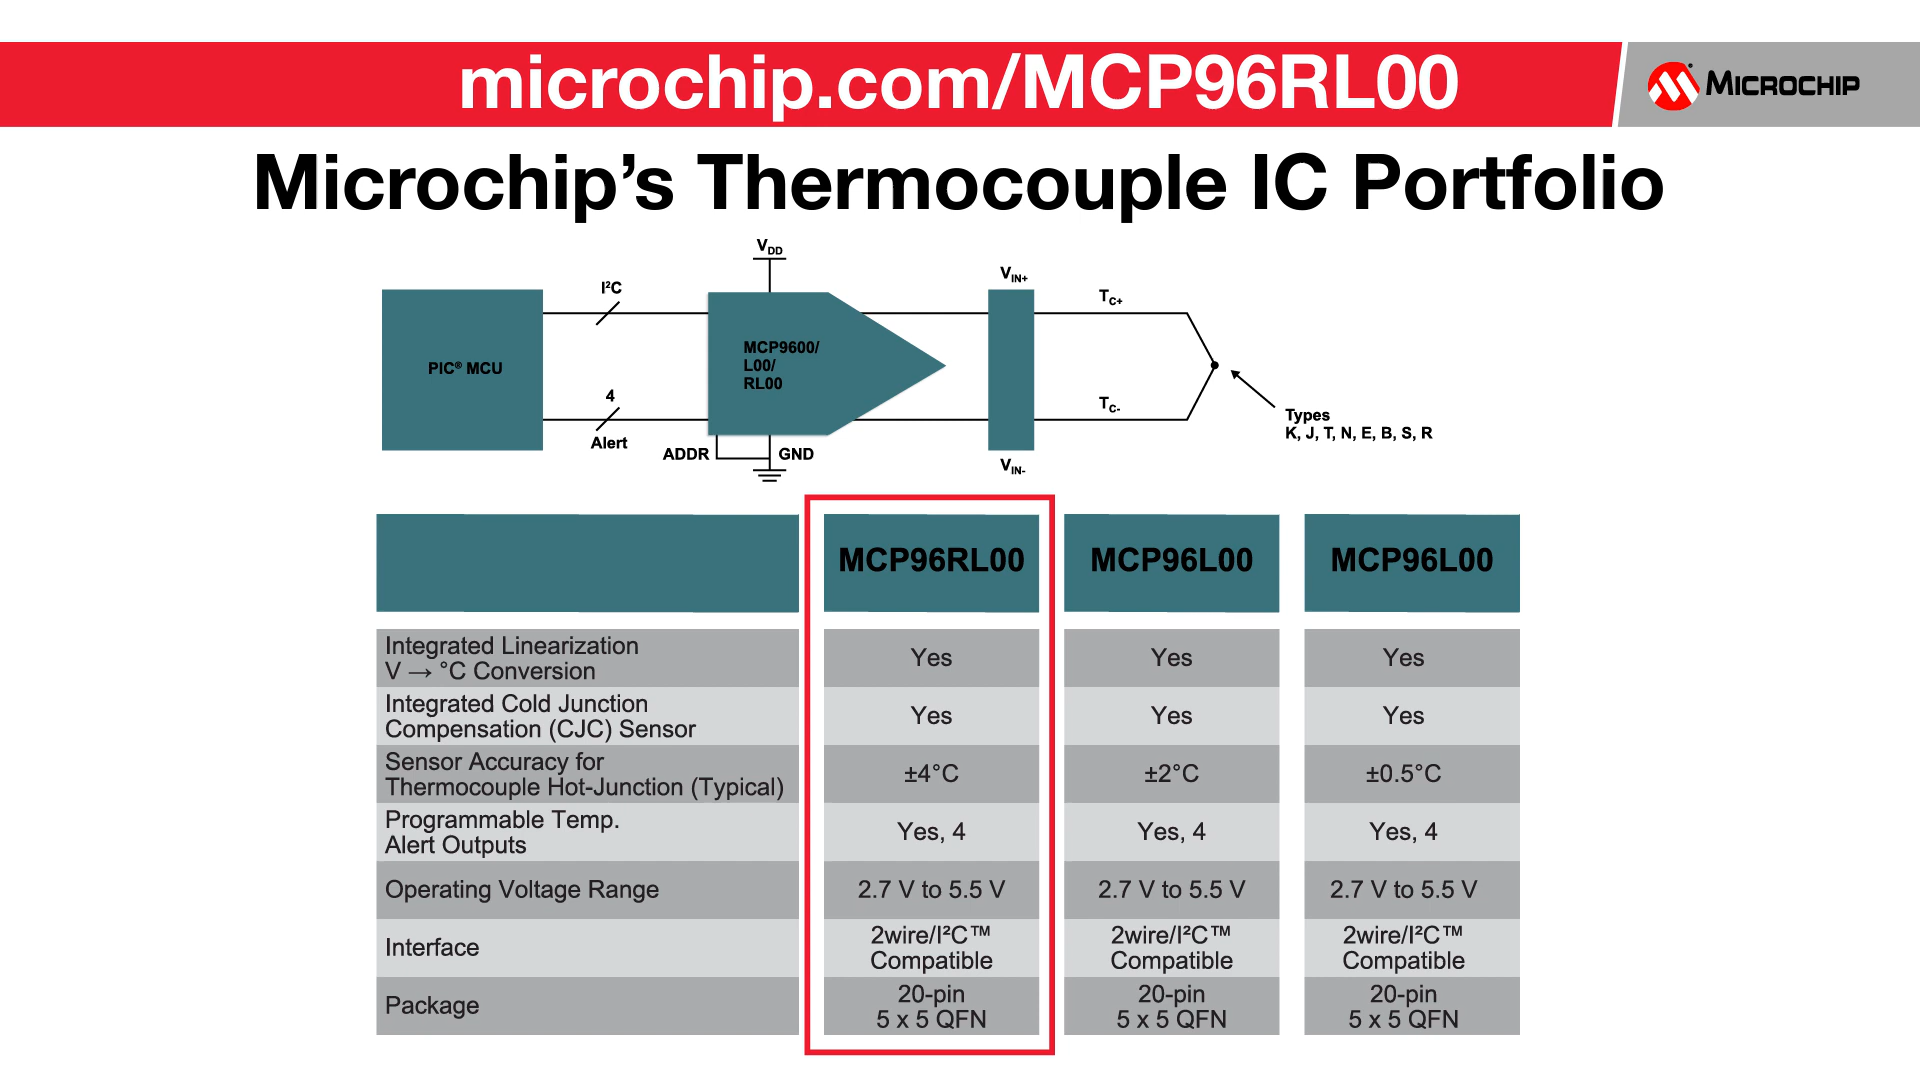 microchip.com/MCP96RL00
MICROCHIP
Microchip’s Thermocouple IC Portfolio
VDD
I²C
VIN+
TC+
PIC® MCU
MCP9600/
L00/
RL00
4
Alert
TC-
Types
K, J, T, N, E, B, S, R
ADDR
GND
VIN-
MCP96RL00 MCP96L00 MCP96L00
Integrated Linearization
V → °C Conversion
Yes Yes Yes
Integrated Cold Junction
Compensation (CJC) Sensor
Yes Yes Yes
Sensor Accuracy for
Thermocouple Hot-Junction (Typical)
±4°C ±2°C ±0.5°C
Programmable Temp.
Alert Outputs
Yes, 4 Yes, 4 Yes, 4
Operating Voltage Range 2.7 V to 5.5 V 2.7 V to 5.5 V 2.7 V to 5.5 V
Interface
2wire/I²C™ 2wire/I²C™ 2wire/I²C™
Compatible Compatible Compatible
Package
20-pin 20-pin 20-pin
5 x 5 QFN 5 x 5 QFN 5 x 5 QFN